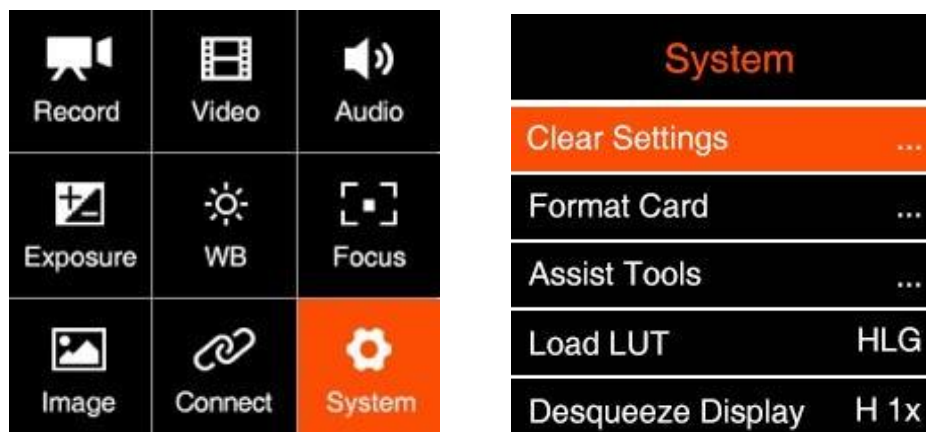 Record Video Audio
Exposure WB Focus
Image Connect System
System
Clear Settings ...
Format Card ...
Assist Tools ...
Load LUT HLG
Desqueeze Display H 1x